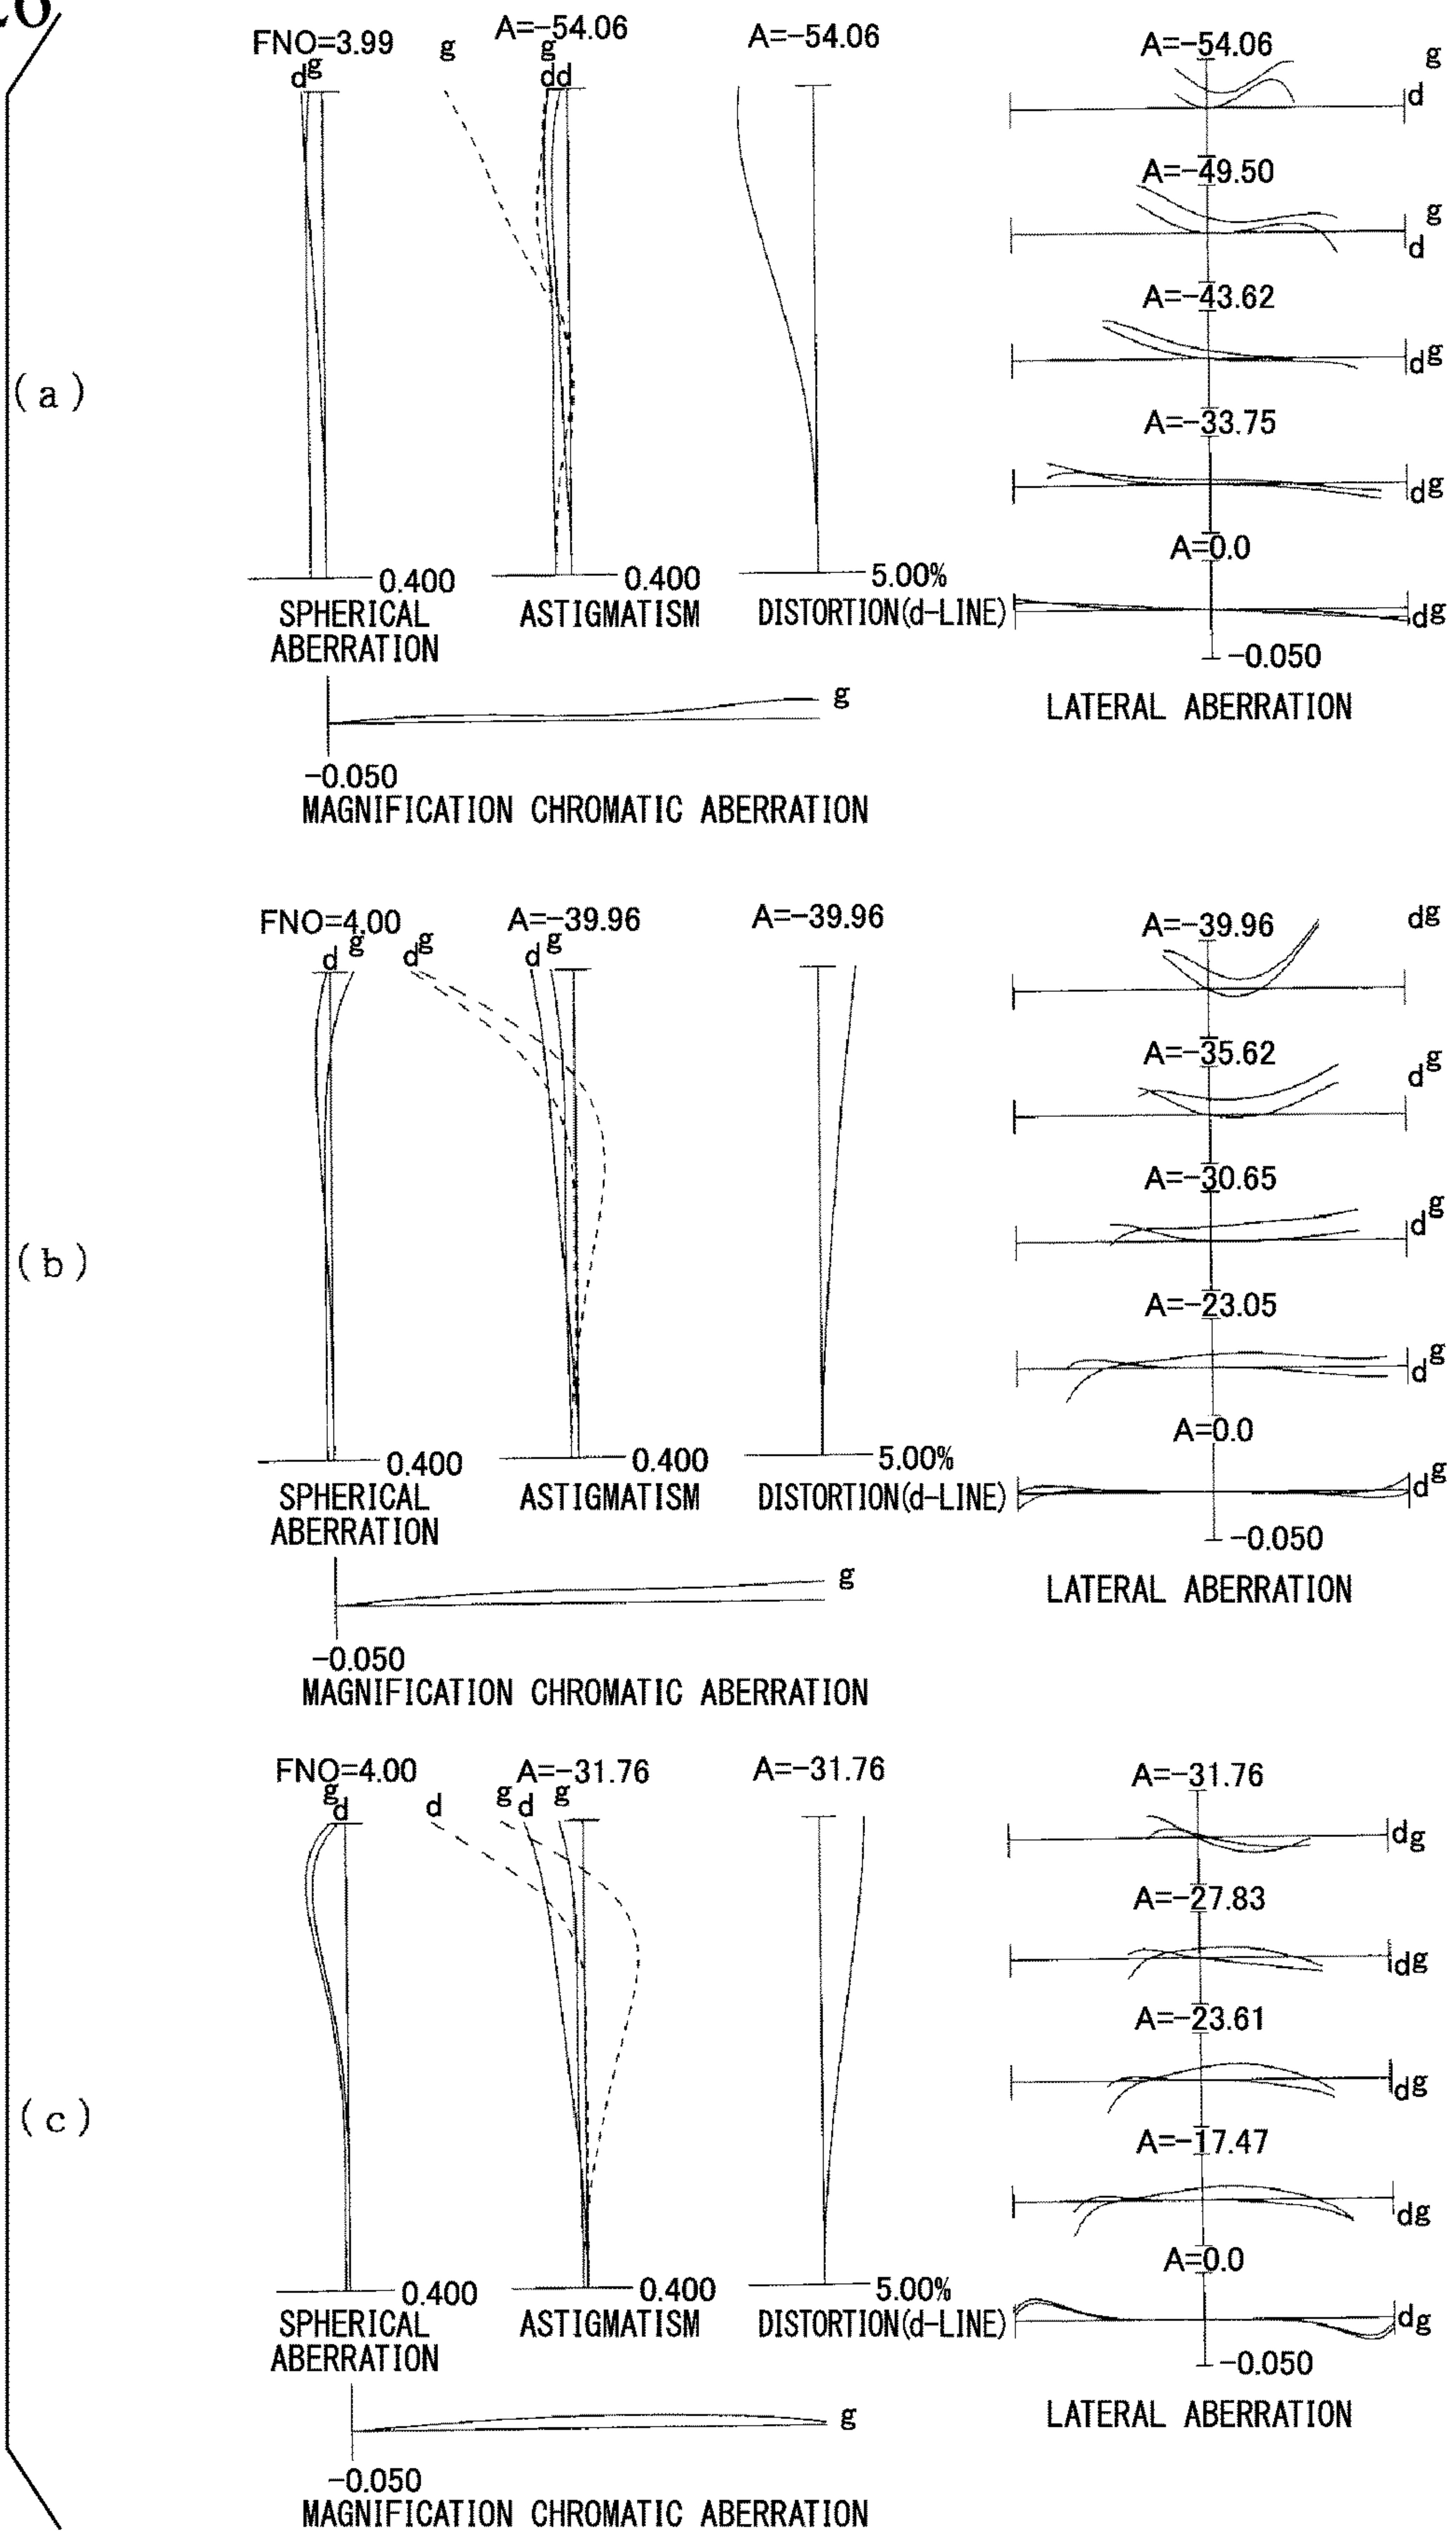 (a)
FNO=3.99
d g
g
A=-54.06
g
d d
A=-54.06
0.400
SPHERICAL
ABERRATION
0.400
ASTIGMATISM
5.00%
DISTORTION(d-LINE)
A=-54.06
g
d
A=-49.50
g
d
A=-43.62
d g
A=-33.75
d g
A=0.0
d g
-0.050
LATERAL ABERRATION
g
-0.050
MAGNIFICATION CHROMATIC ABERRATION
(b)
FNO=4.00
d g
d g
A=-39.96
d g
A=-39.96
0.400
SPHERICAL
ABERRATION
0.400
ASTIGMATISM
5.00%
DISTORTION(d-LINE)
A=-39.96
d g
A=-35.62
d g
A=-30.65
d g
A=-23.05
d g
A=0.0
d g
-0.050
LATERAL ABERRATION
g
-0.050
MAGNIFICATION CHROMATIC ABERRATION
(c)
FNO=4.00
g
d
d
A=-31.76
g d g
A=-31.76
0.400
SPHERICAL
ABERRATION
0.400
ASTIGMATISM
5.00%
DISTORTION(d-LINE)
A=-31.76
d g
A=-27.83
d g
A=-23.61
d g
A=-17.47
d g
A=0.0
d g
-0.050
LATERAL ABERRATION
g
-0.050
MAGNIFICATION CHROMATIC ABERRATION